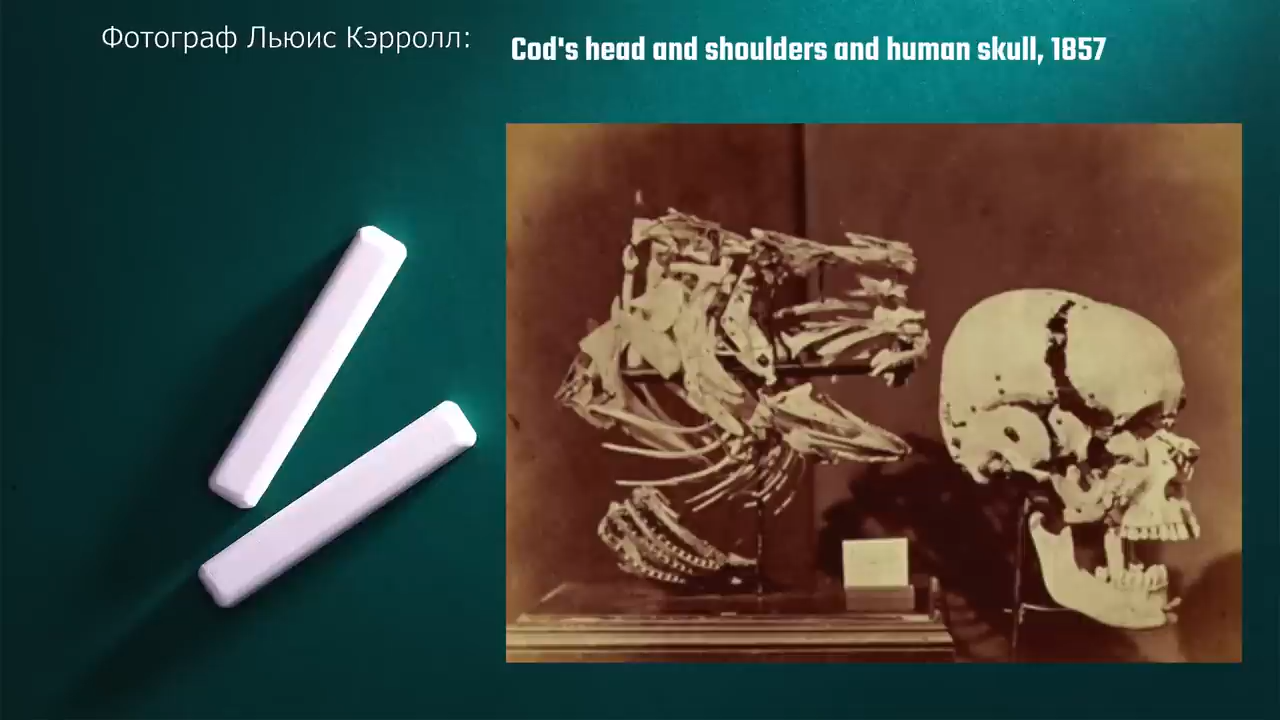 Фотограф Льюис Кэрролл:
Cod's head and shoulders and human skull, 1857